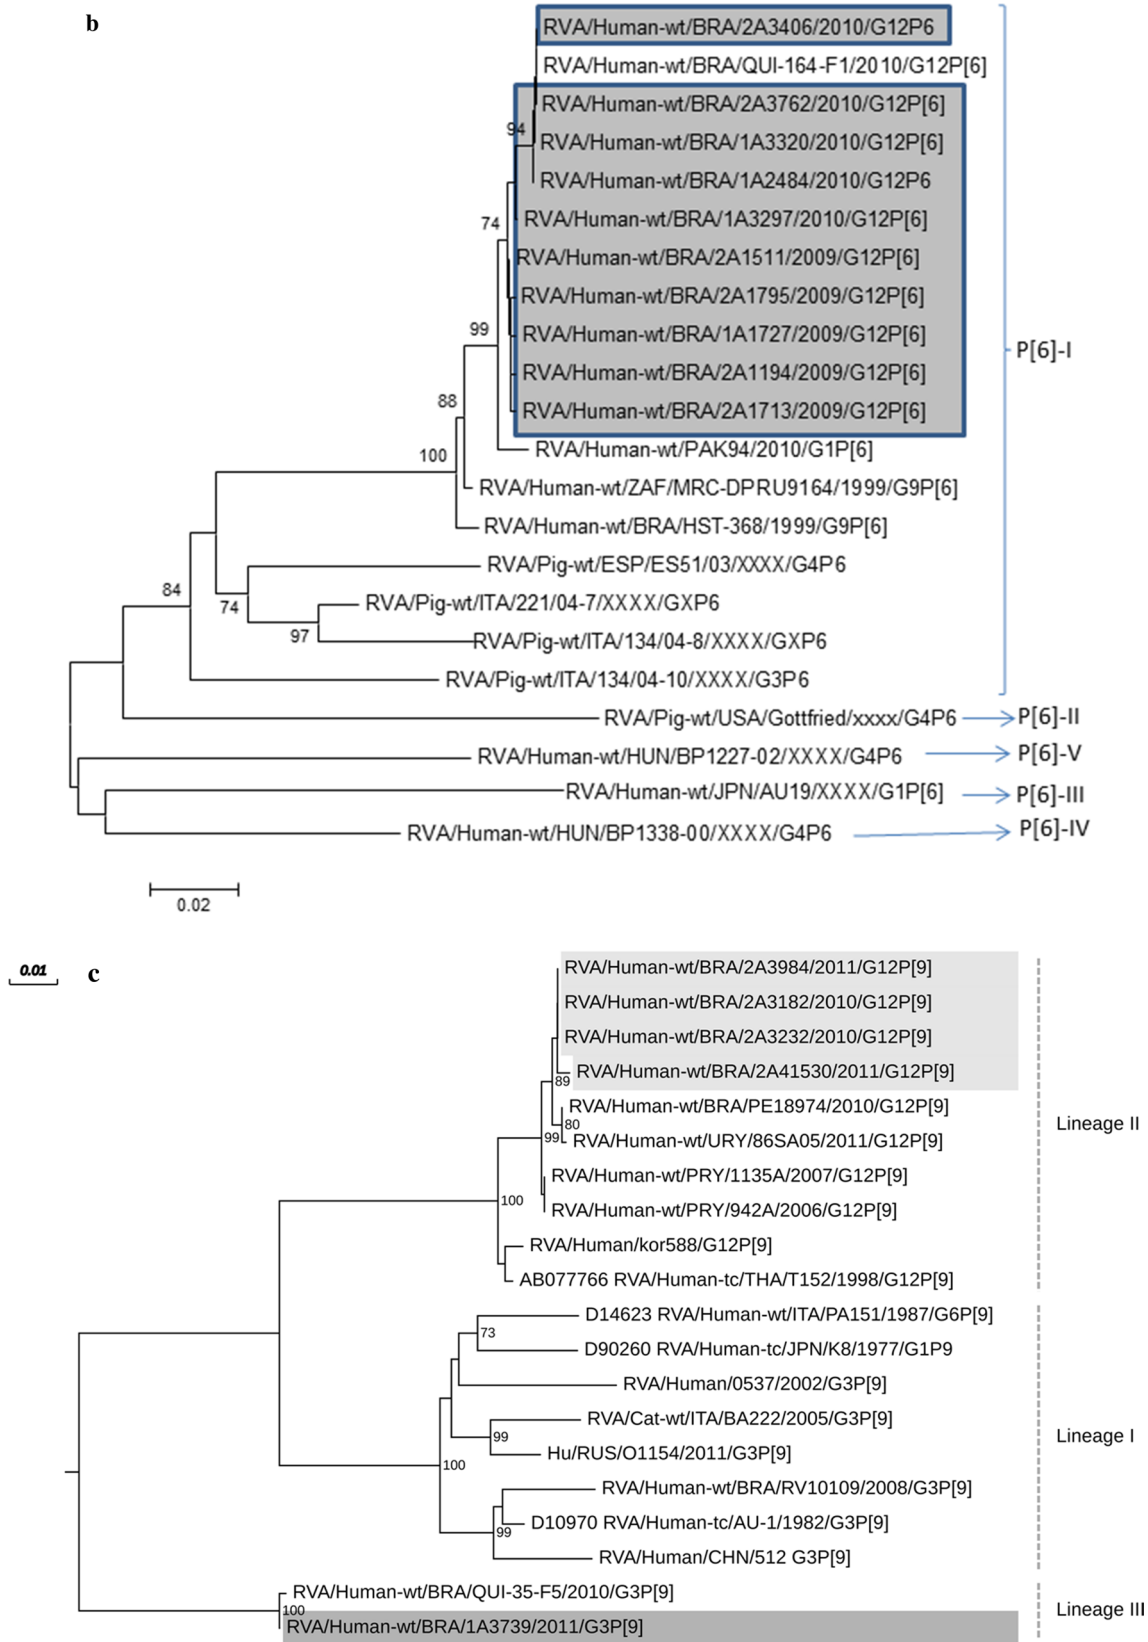 b
RVA/Human-wt/BRA/2A3406/2010/G12P6
RVA/Human-wt/BRA/QUI-164-F1/2010/G12P[6]
RVA/Human-wt/BRA/2A3762/2010/G12P[6]
94
RVA/Human-wt/BRA/1A3320/2010/G12P[6]
RVA/Human-wt/BRA/1A2484/2010/G12P6
74
RVA/Human-wt/BRA/1A3297/2010/G12P[6]
RVA/Human-wt/BRA/2A1511/2009/G12P[6]
RVA/Human-wt/BRA/2A1795/2009/G12P[6]
99
RVA/Human-wt/BRA/1A1727/2009/G12P[6]
P[6]-I
RVA/Human-wt/BRA/2A1194/2009/G12P[6]
88
RVA/Human-wt/BRA/2A1713/2009/G12P[6]
100
RVA/Human-wt/PAK94/2010/G1P[6]
RVA/Human-wt/ZAF/MRC-DPRU9164/1999/G9P[6]
RVA/Human-wt/BRA/HST-368/1999/G9P[6]
RVA/Pig-wt/ESP/ES51/03/XXXX/G4P6
84
74
RVA/Pig-wt/ITA/221/04-7/XXXX/GXP6
97
RVA/Pig-wt/ITA/134/04-8/XXXX/GXP6
RVA/Pig-wt/ITA/134/04-10/XXXX/G3P6
RVA/Pig-wt/USA/Gottfried/xxxx/G4P6
P[6]-II
RVA/Human-wt/HUN/BP1227-02/XXXX/G4P6
P[6]-V
RVA/Human-wt/JPN/AU19/XXXX/G1P[6]
P[6]-III
RVA/Human-wt/HUN/BP1338-00/XXXX/G4P6
P[6]-IV
0.02
0.01
c
RVA/Human-wt/BRA/2A3984/2011/G12P[9]
RVA/Human-wt/BRA/2A3182/2010/G12P[9]
RVA/Human-wt/BRA/2A3232/2010/G12P[9]
RVA/Human-wt/BRA/2A41530/2011/G12P[9]
89
RVA/Human-wt/BRA/PE18974/2010/G12P[9]
80
Lineage II
99
RVA/Human-wt/URY/86SA05/2011/G12P[9]
RVA/Human-wt/PRY/1135A/2007/G12P[9]
100
RVA/Human-wt/PRY/942A/2006/G12P[9]
RVA/Human/kor588/G12P[9]
AB077766 RVA/Human-tc/THA/T152/1998/G12P[9]
D14623 RVA/Human-wt/ITA/PA151/1987/G6P[9]
73
D90260 RVA/Human-tc/JPN/K8/1977/G1P9
RVA/Human/0537/2002/G3P[9]
RVA/Cat-wt/ITA/BA222/2005/G3P[9]
99
Lineage I
Hu/RUS/O1154/2011/G3P[9]
100
RVA/Human-wt/BRA/RV10109/2008/G3P[9]
D10970 RVA/Human-tc/AU-1/1982/G3P[9]
99
RVA/Human/CHN/512 G3P[9]
RVA/Human-wt/BRA/QUI-35-F5/2010/G3P[9]
100
Lineage III
RVA/Human-wt/BRA/1A3739/2011/G3P[9]